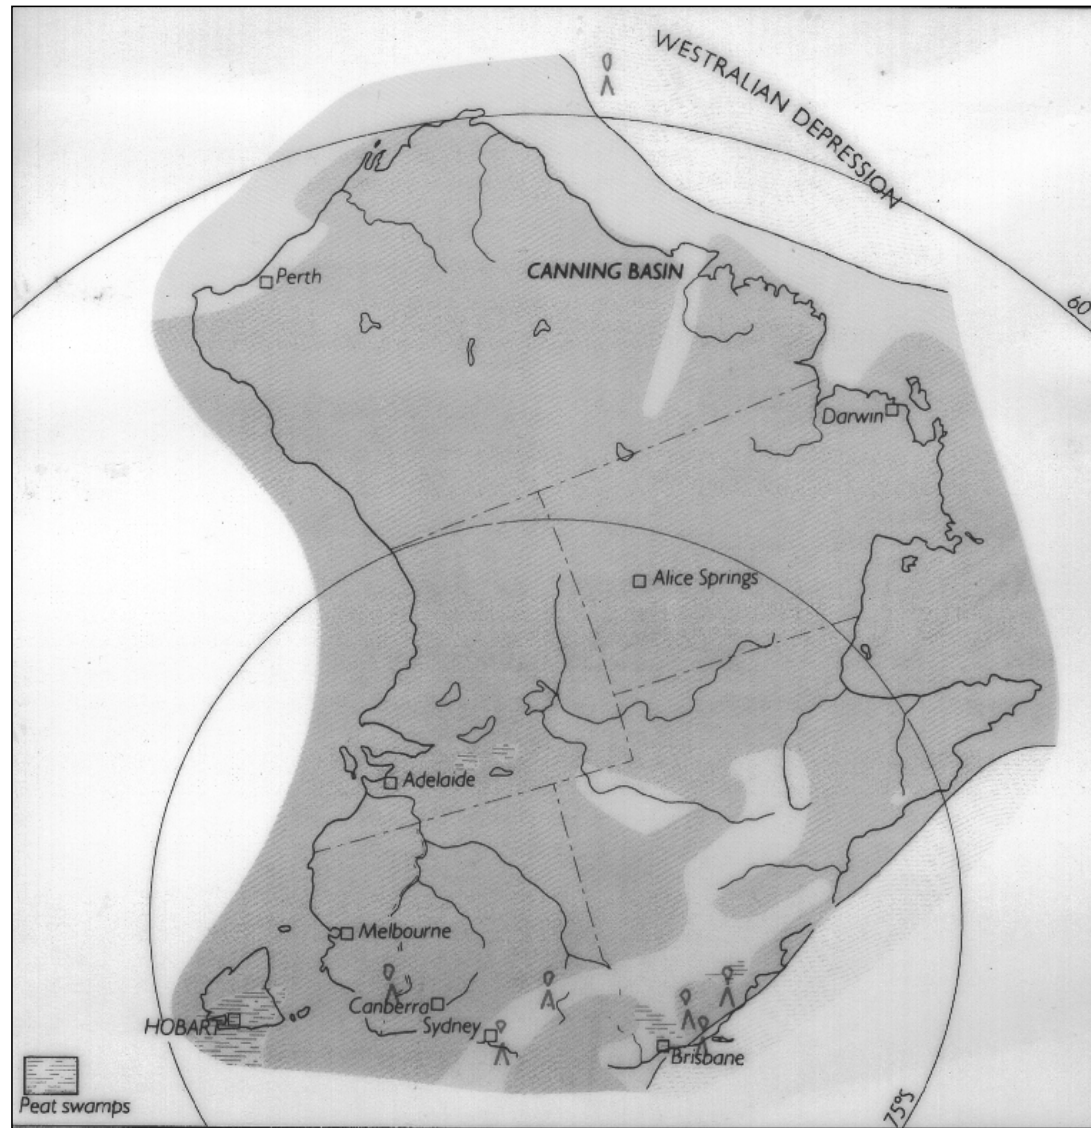 WESTRALIAN DEPRESSION
CANNING BASIN
Perth
60
Darwin
Alice Springs
Adelaide
Melbourne
Canberra
Sydney
HOBART
Brisbane
75°S
Peat swamps